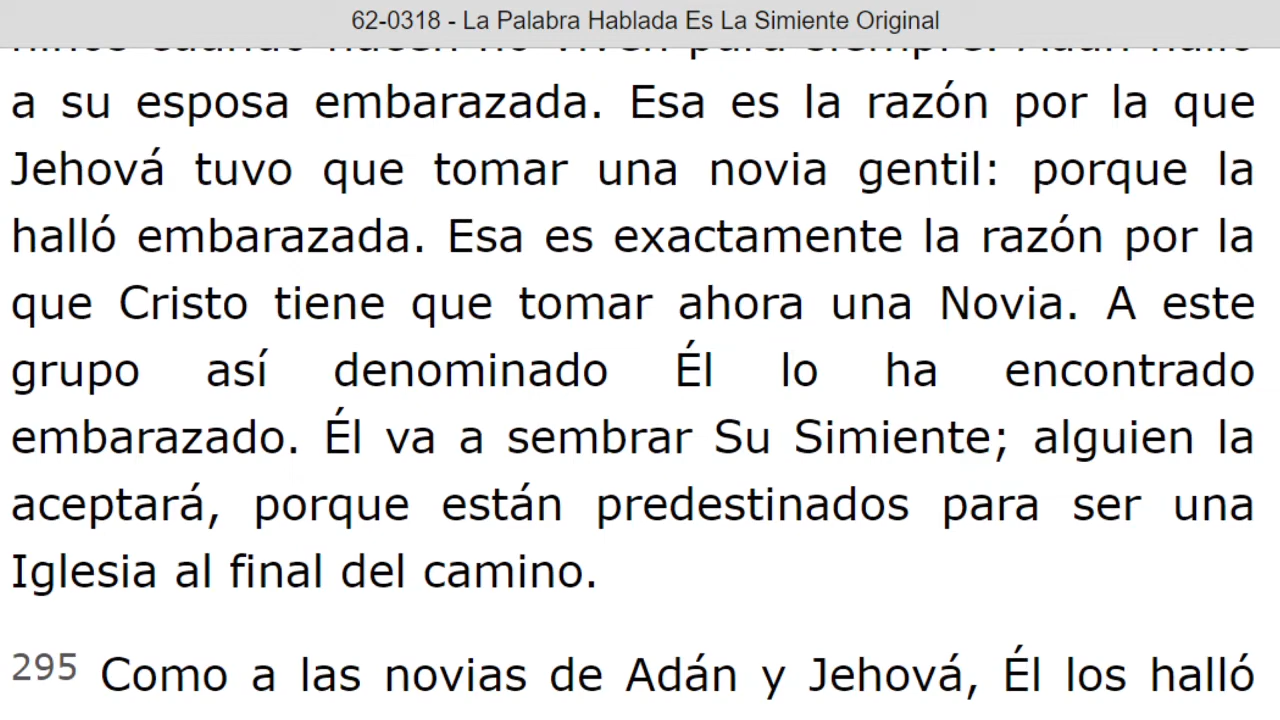 62-0318 - La Palabra Hablada Es La Simiente Original
a su esposa embarazada. Esa es la razón por la que
Jehová tuvo que tomar una novia gentil: porque la
halló embarazada. Esa es exactamente la razón por la
que Cristo tiene que tomar ahora una Novia. A este
grupo así denominado Él lo ha encontrado
embarazado. Él va a sembrar Su Simiente; alguien la
aceptará, porque están predestinados para ser una
Iglesia al final del camino.
295 Como a las novias de Adán y Jehová, Él los halló